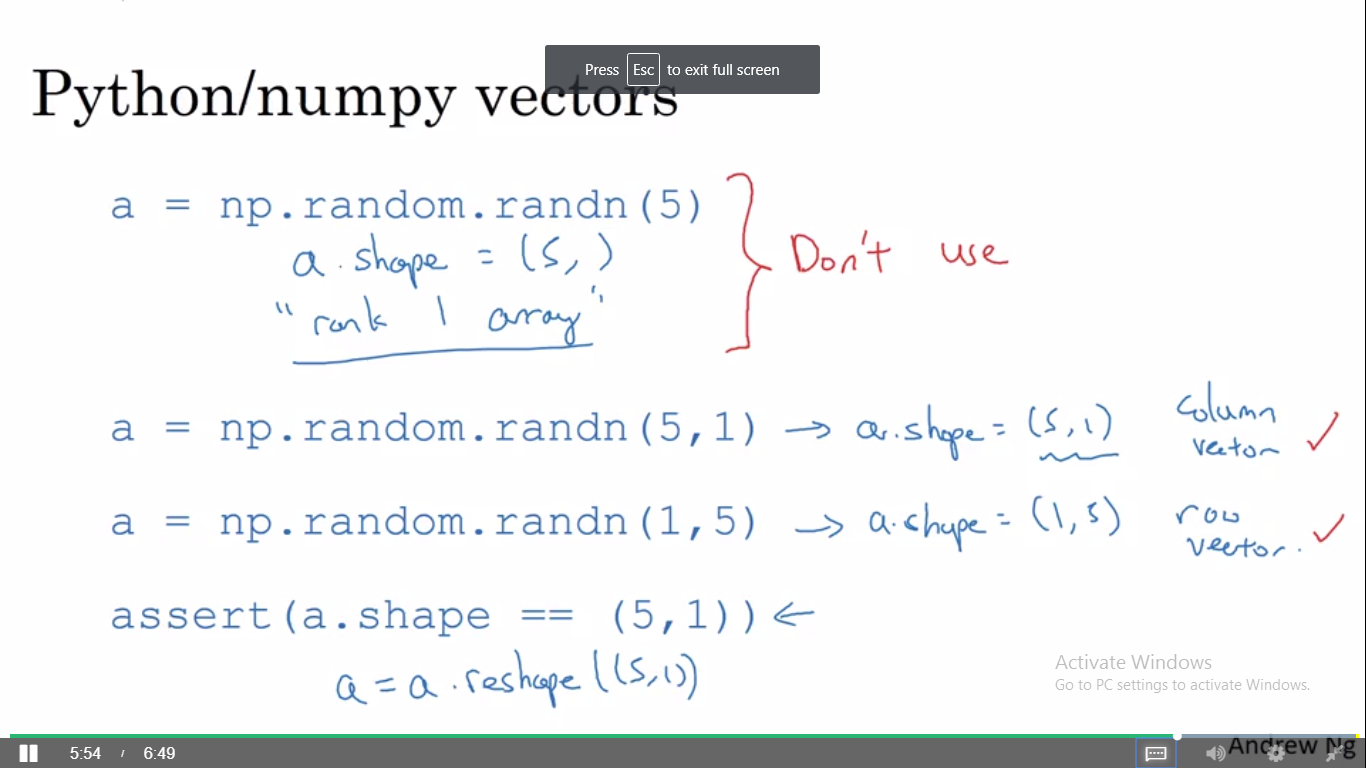 Press Esc to exit full screen
Python/numpy vectors
a = np.random.randn(5)
a.shape = (5, )
"rank 1 array"
Don't use
a = np.random.randn(5,1) → a.shape = (5,1) column vector ✓
a = np.random.randn(1,5) → a.shape = (1,5) row vector. ✓
assert(a.shape == (5,1)) ←
a = a.reshape((5,1))
Activate Windows
Go to PC settings to activate Windows.
5:54 / 6:49
Andrew Ng